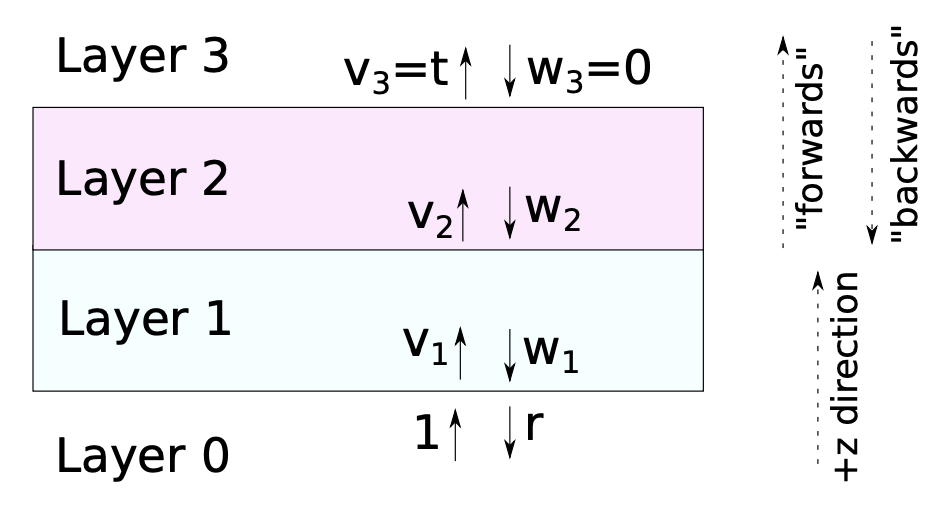 Layer 3
v₃=t
w₃=0
Layer 2
v₂
w₂
Layer 1
v₁
w₁
Layer 0
1
r
"forwards"
"backwards"
+z direction